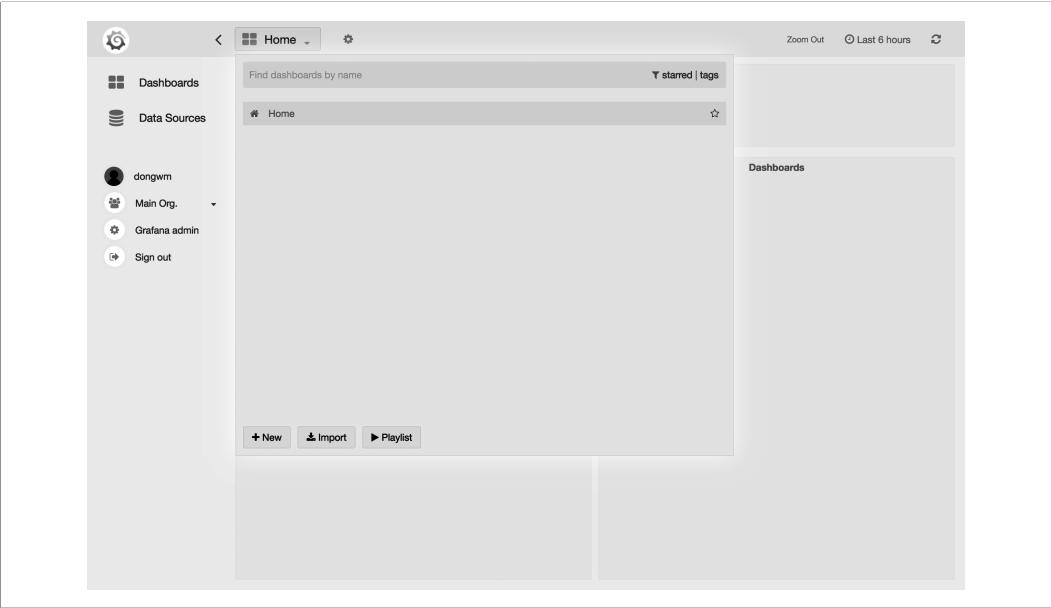 Home
Zoom Out
Last 6 hours
Dashboards
Data Sources
dongwm
Main Org.
Grafana admin
Sign out
Find dashboards by name
starred | tags
Home
New
Import
Playlist
Dashboards